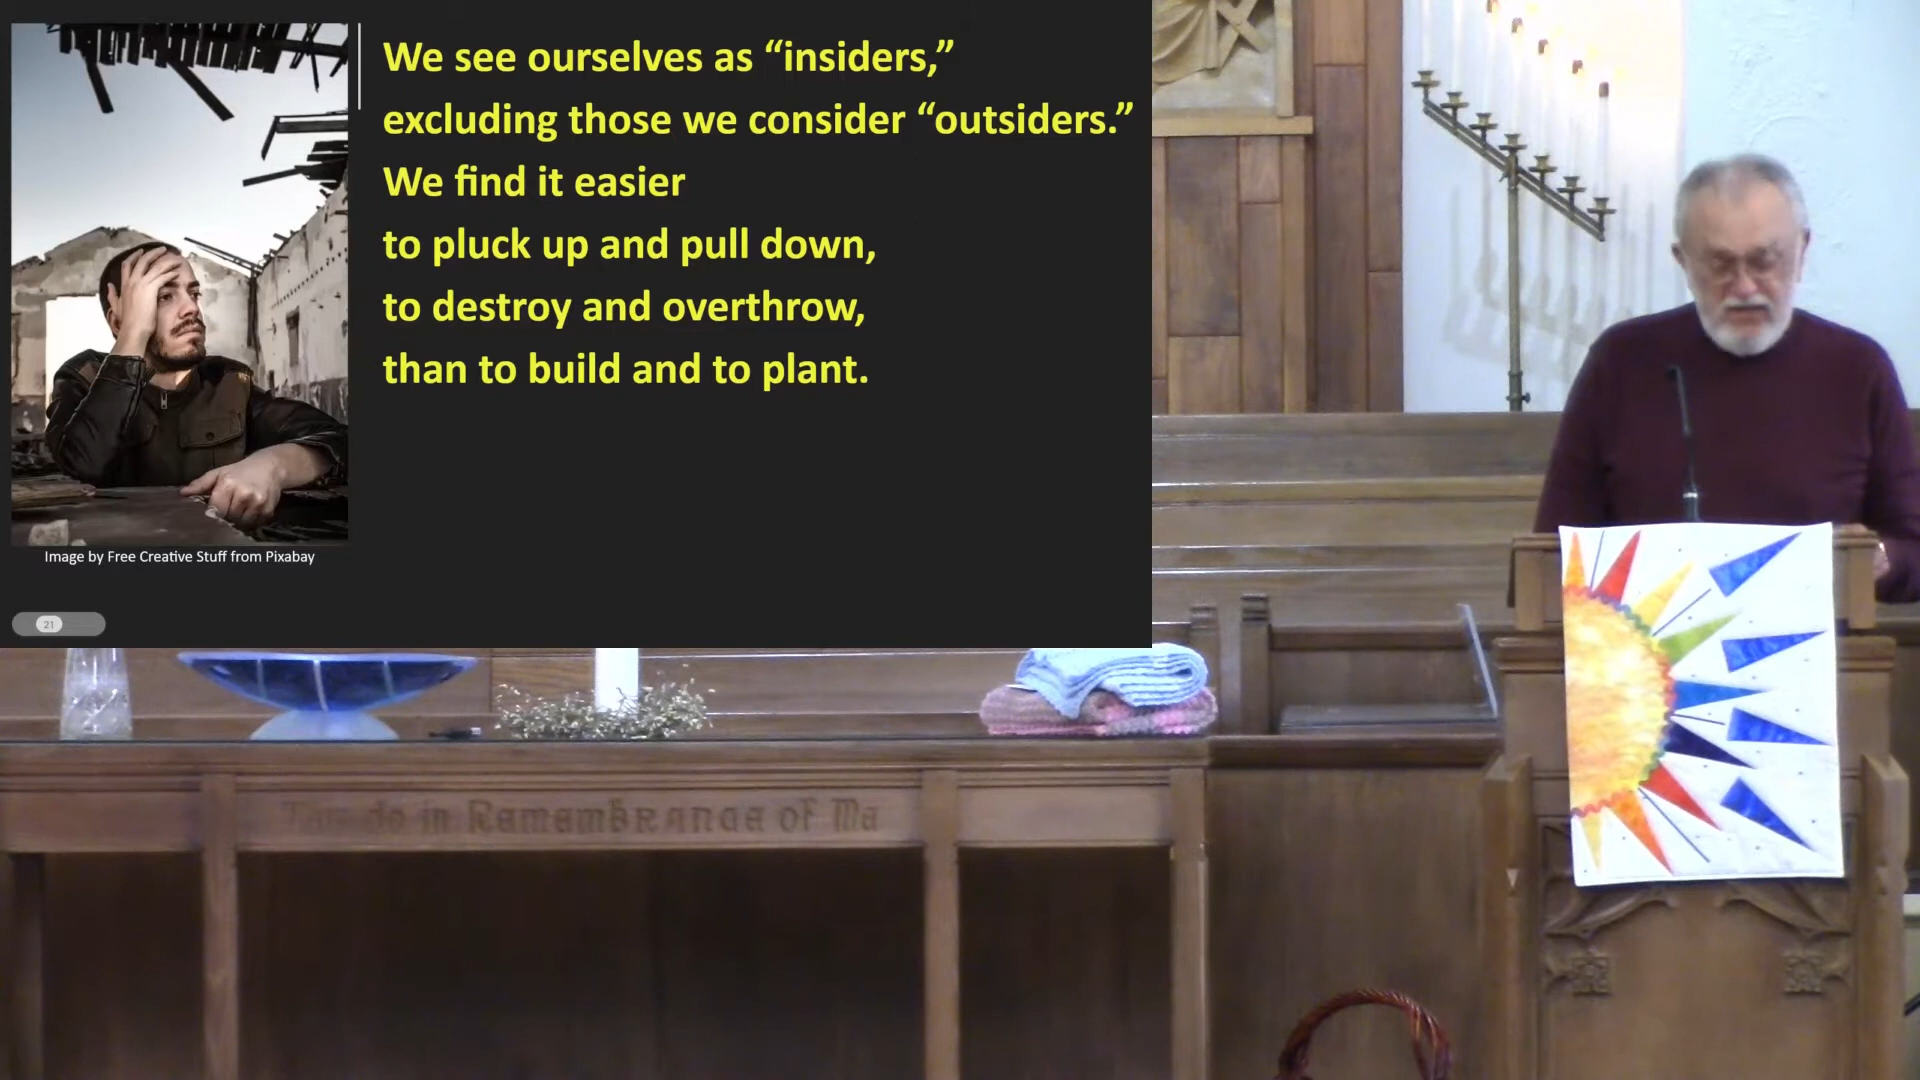 We see ourselves as “insiders,”
excluding those we consider “outsiders.”
We find it easier
to pluck up and pull down,
to destroy and overthrow,
than to build and to plant.
Image by Free Creative Stuff from Pixabay
21
This do in Remembrance of Me